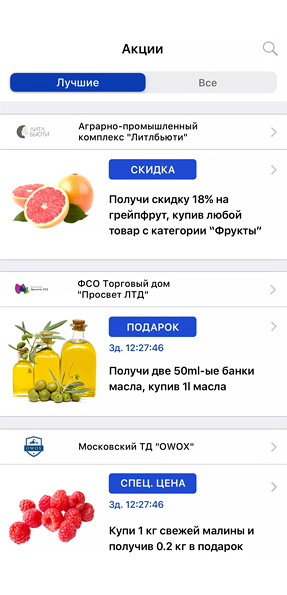 Акции
Лучшие
Все
ЛИТЛ
БЬЮТИ
Аграрно-промышленный
комплекс "Литлбьюти"
СКИДКА
Получи скидку 18% на
грейпфрут, купив любой
товар с категории “Фрукты”
ФСО Торговый дом
"Просвет ЛТД"
ПОДАРОК
3д. 12:27:46
Получи две 50ml-ые банки
масла, купив 1l масла
OWOX
Московский ТД "OWOX"
СПЕЦ. ЦЕНА
3д. 12:27:46
Купи 1 кг свежей малины и
получив 0.2 кг в подарок